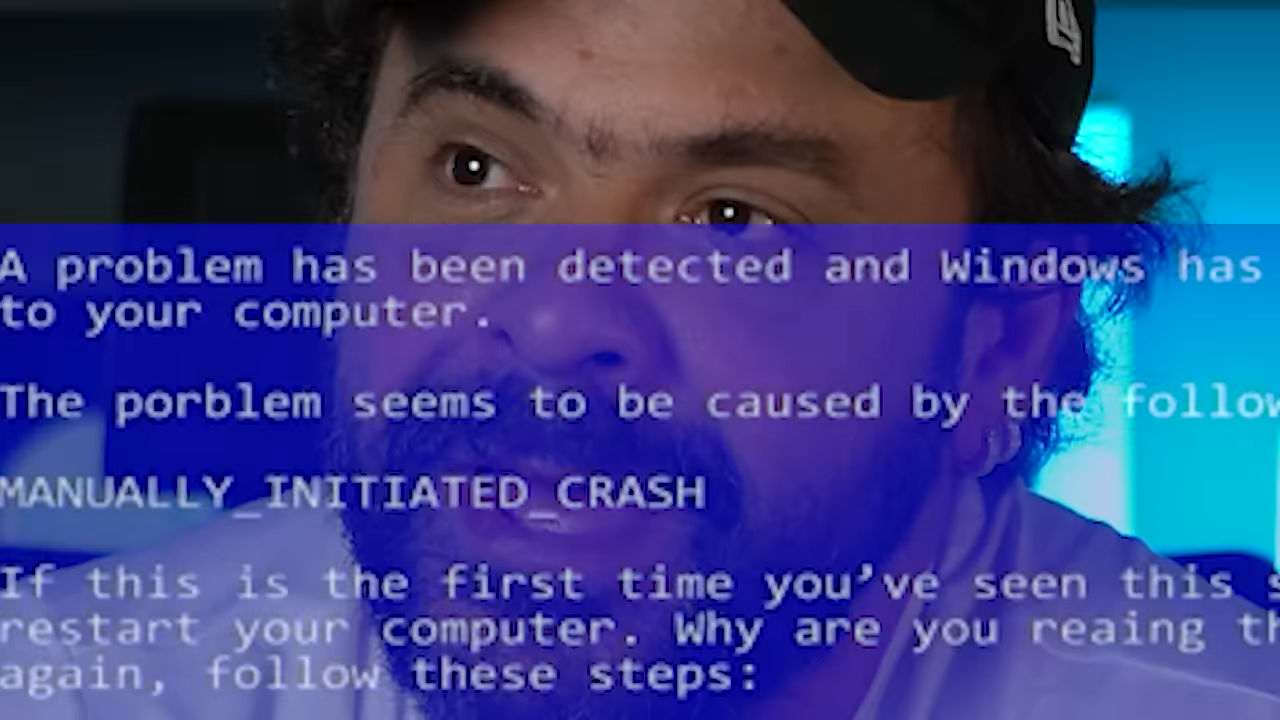 A problem has been detected and Windows has
to your computer.
The porblem seems to be caused by the follow
MANUALLY_INITIATED_CRASH
If this is the first time you've seen this s
restart your computer. Why are you reaing th
again, follow these steps: